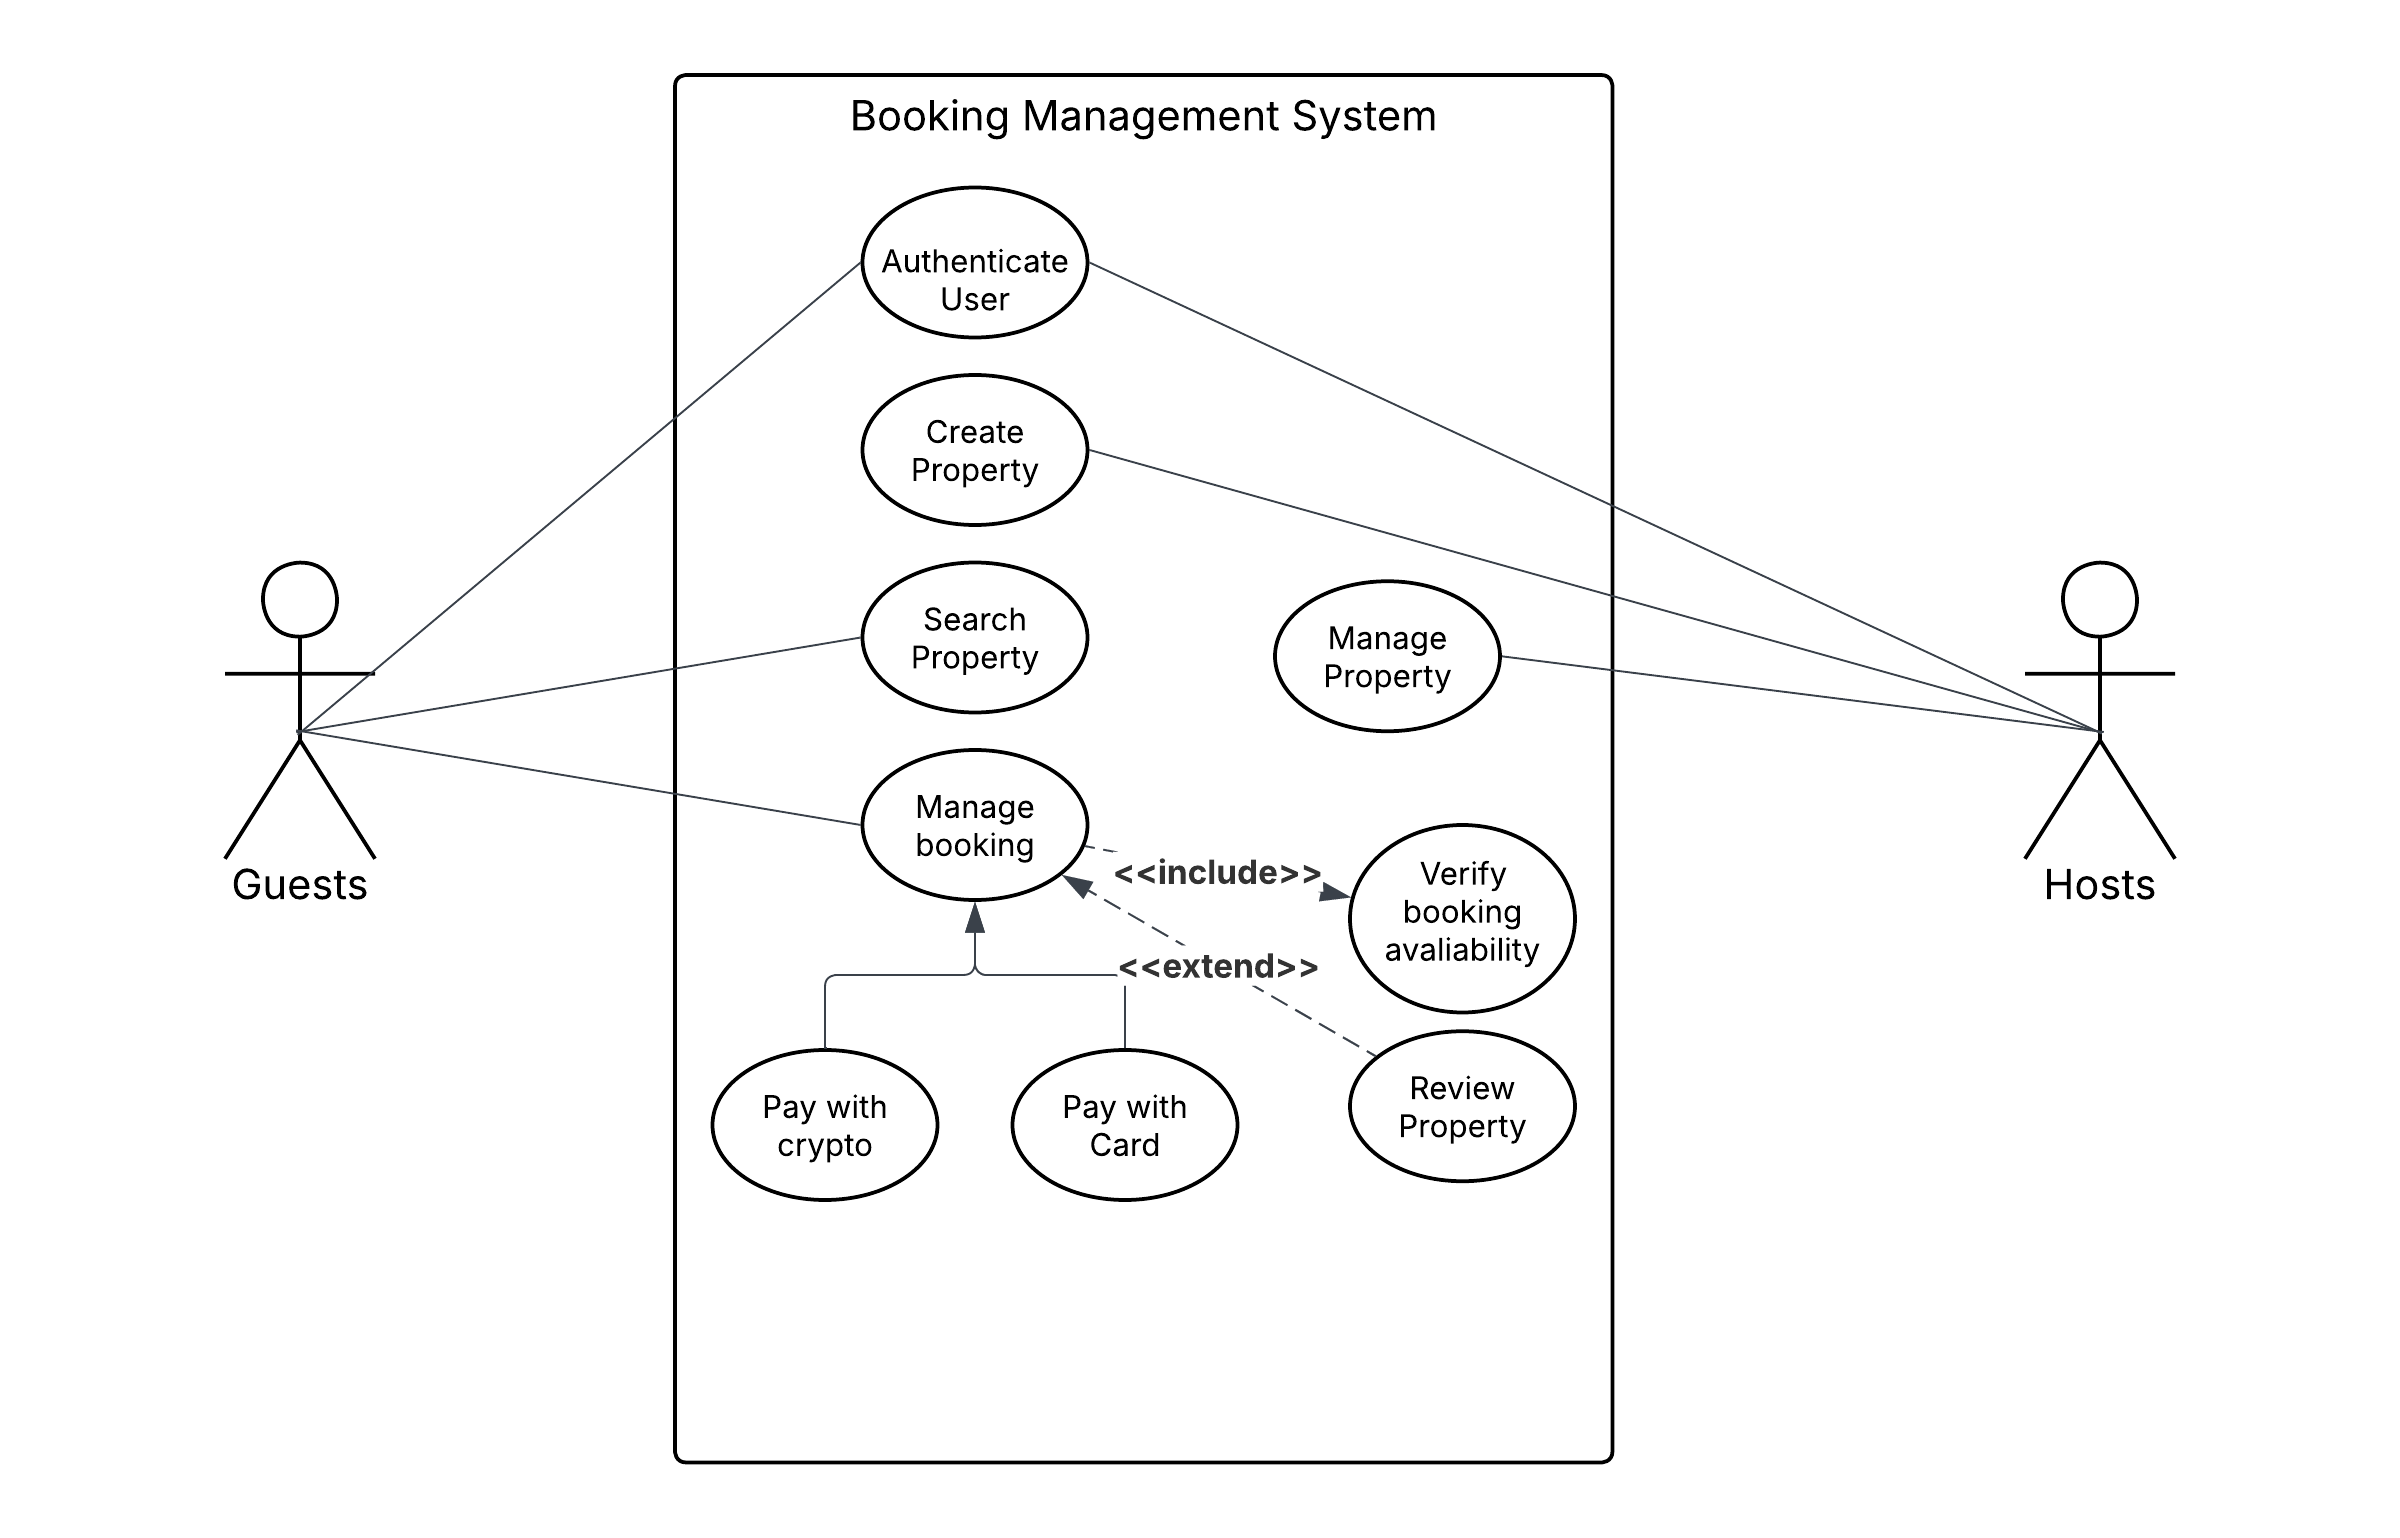 Booking Management System
Authenticate
User
Create
Property
Search
Property
Manage
Property
Manage
booking
<<include>>
Verify
booking
avaliability
Guests
Hosts
<<extend>>
Pay with
crypto
Pay with
Card
Review
Property